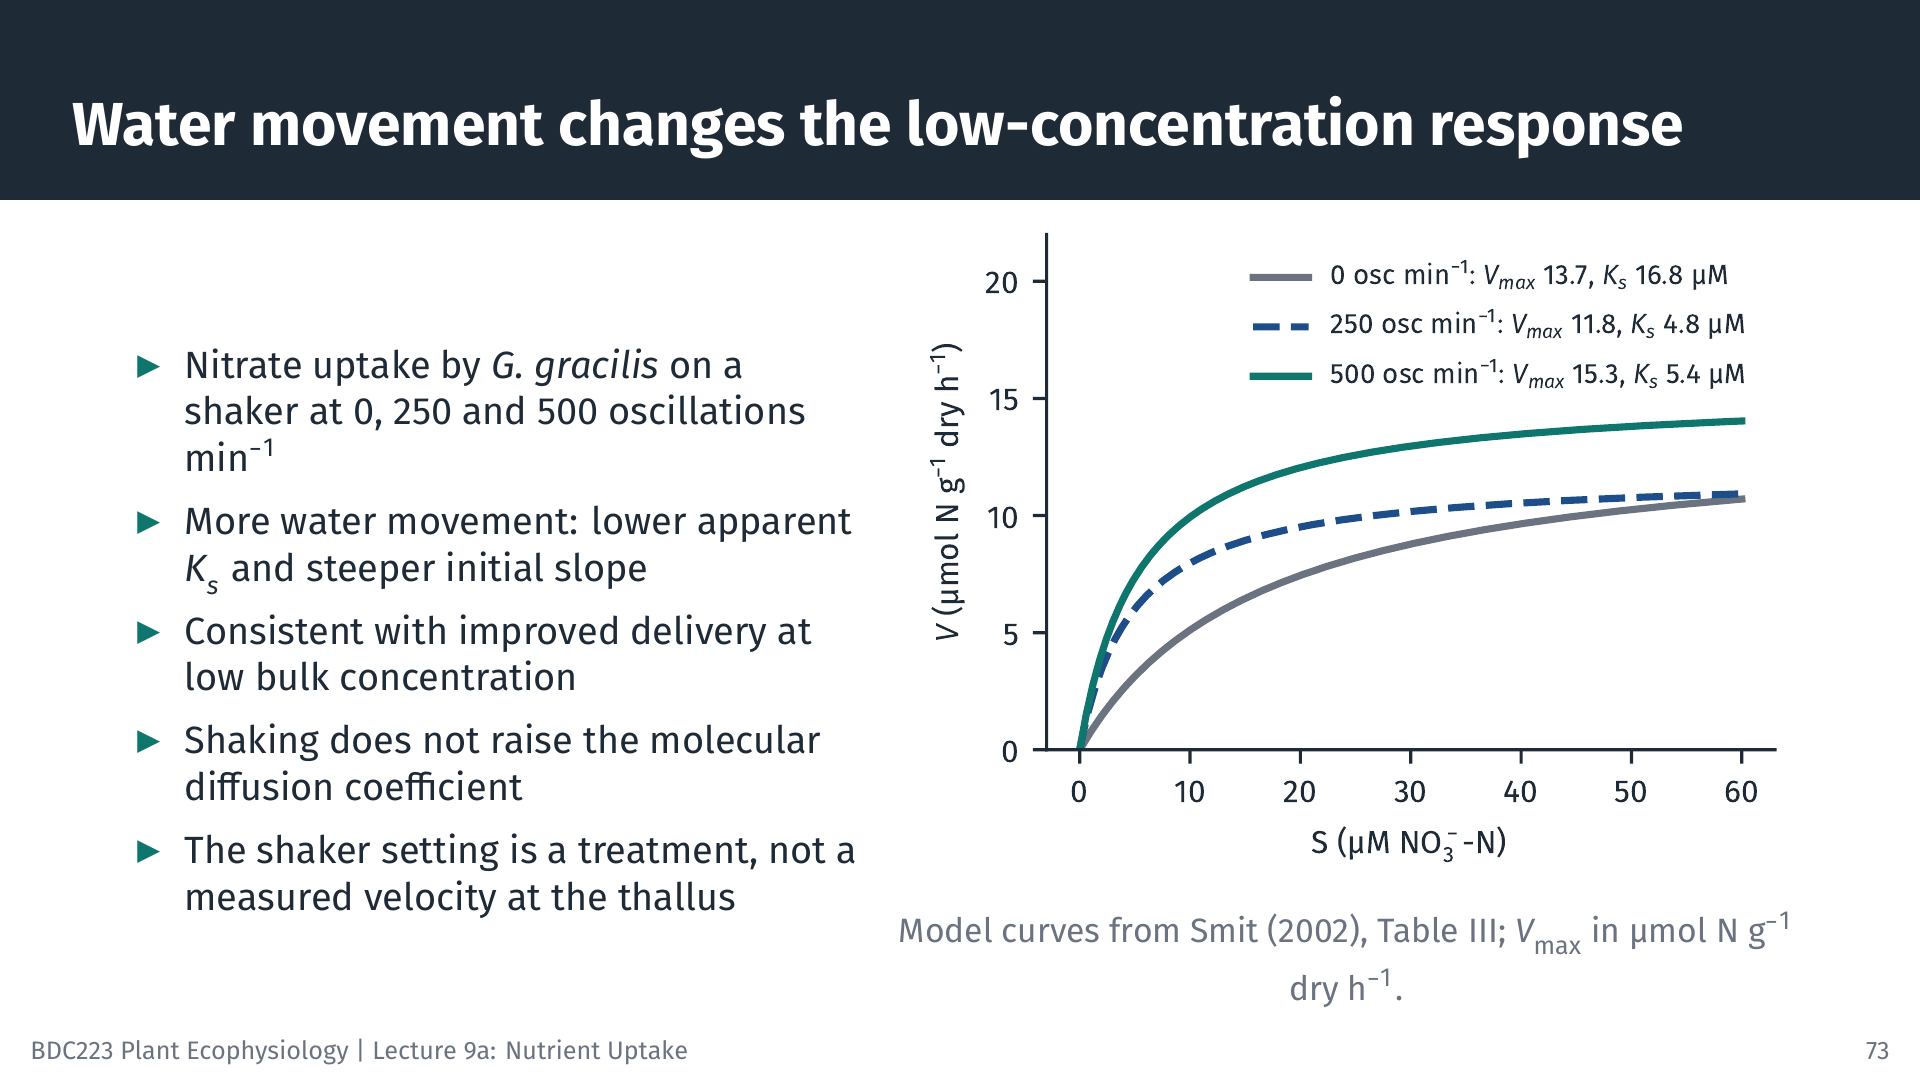 Water movement changes the low-concentration response
► Nitrate uptake by G. gracilis on a
shaker at 0, 250 and 500 oscillations
min⁻¹
► More water movement: lower apparent
Kₛ and steeper initial slope
► Consistent with improved delivery at
low bulk concentration
► Shaking does not raise the molecular
diffusion coefficient
► The shaker setting is a treatment, not a
measured velocity at the thallus
V (µmol N g⁻¹ dry h⁻¹)
20
15
10
5
0
0 osc min⁻¹: Vₘₐₓ 13.7, Kₛ 16.8 µM
250 osc min⁻¹: Vₘₐₓ 11.8, Kₛ 4.8 µM
500 osc min⁻¹: Vₘₐₓ 15.3, Kₛ 5.4 µM
0 10 20 30 40 50 60
S (µM NO₃⁻-N)
Model curves from Smit (2002), Table III; Vₘₐₓ in µmol N g⁻¹
dry h⁻¹.
BDC223 Plant Ecophysiology | Lecture 9a: Nutrient Uptake
73